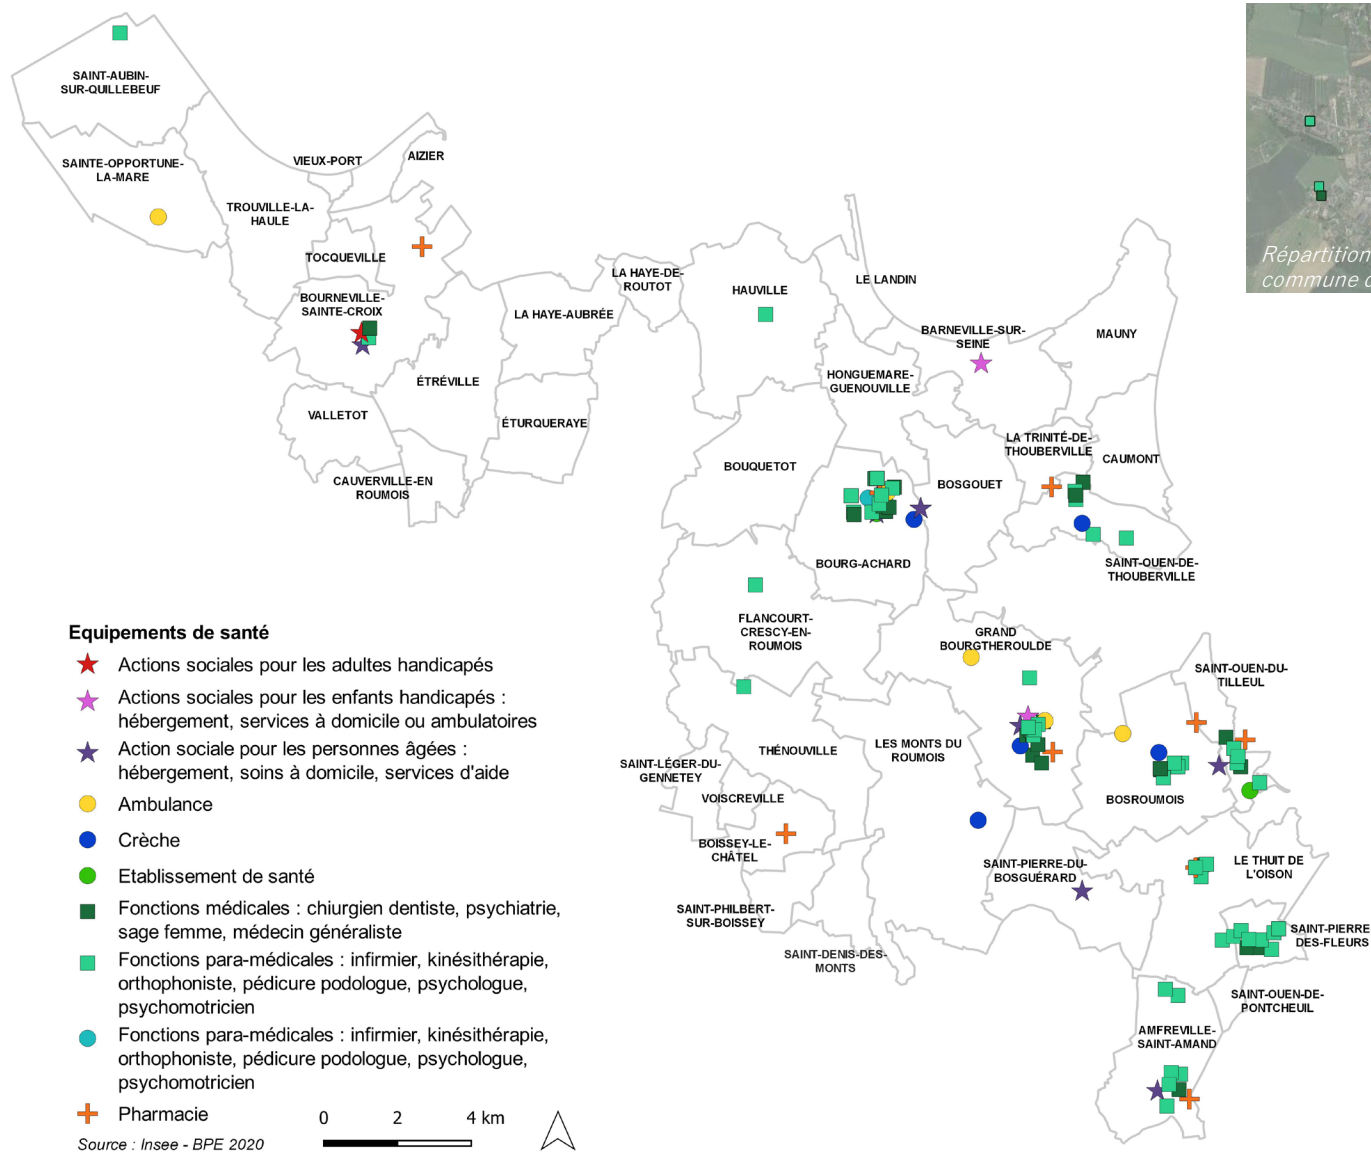 SAINT-AUBIN-
SUR-QUILLEBEUF
SAINTE-OPPORTUNE-
LA-MARE
VIEUX-PORT
AIZIER
TROUVILLE-LA-
HAULE
TOCQUEVILLE
BOURNEVILLE-
SAINTE-CROIX
LA HAYE-AUBRÉE
LA HAYE-DE-
ROUTOT
HAUVILLE
LE LANDIN
BARNEVILLE-SUR-
SEINE
MAUNY
HONGUEMARE-
GUENOUVILLE
ÉTRÉVILLE
VALLETOT
ÉTURQUERAYE
CAUVERVILLE-EN
ROUMOIS
BOUQUETOT
BOSGOUET
LA TRINITÉ-DE-
THOUBERVILLE
CAUMONT
BOURG-ACHARD
SAINT-OUEN-DE-
THOUBERVILLE
FLANCOURT-
CRESCY-EN-
ROUMOIS
GRAND
BOURGTHEROULDE
SAINT-OUEN-DU-
TILLEUL
THÉNOUVILLE
LES MONTS DU
ROUMOIS
SAINT-LÉGER-DU-
GENNETEY
VOISCREVILLE
BOSROUMOIS
BOISSEY-LE-
CHÂTEL
SAINT-PIERRE-DU-
BOSGUÉRARD
LE THUIT DE
L'OISON
SAINT-PHILBERT-
SUR-BOISSEY
SAINT-PIERRE
DES-FLEURS
SAINT-DENIS-DES-
MONTS
SAINT-OUEN-DE-
PONTCHEUIL
AMFREVILLE-
SAINT-AMAND
Répartition
commune
Equipements de santé
Actions sociales pour les adultes handicapés
Actions sociales pour les enfants handicapés :
hébergement, services à domicile ou ambulatoires
Action sociale pour les personnes âgées :
hébergement, soins à domicile, services d'aide
Ambulance
Crèche
Etablissement de santé
Fonctions médicales : chiurgien dentiste, psychiatrie,
sage femme, médecin généraliste
Fonctions para-médicales : infirmier, kinésithérapie,
orthophoniste, pédicure podologue, psychologue,
psychomotricien
Fonctions para-médicales : infirmier, kinésithérapie,
orthophoniste, pédicure podologue, psychologue,
psychomotricien
Pharmacie
0 2 4 km
Source : Insee - BPE 2020